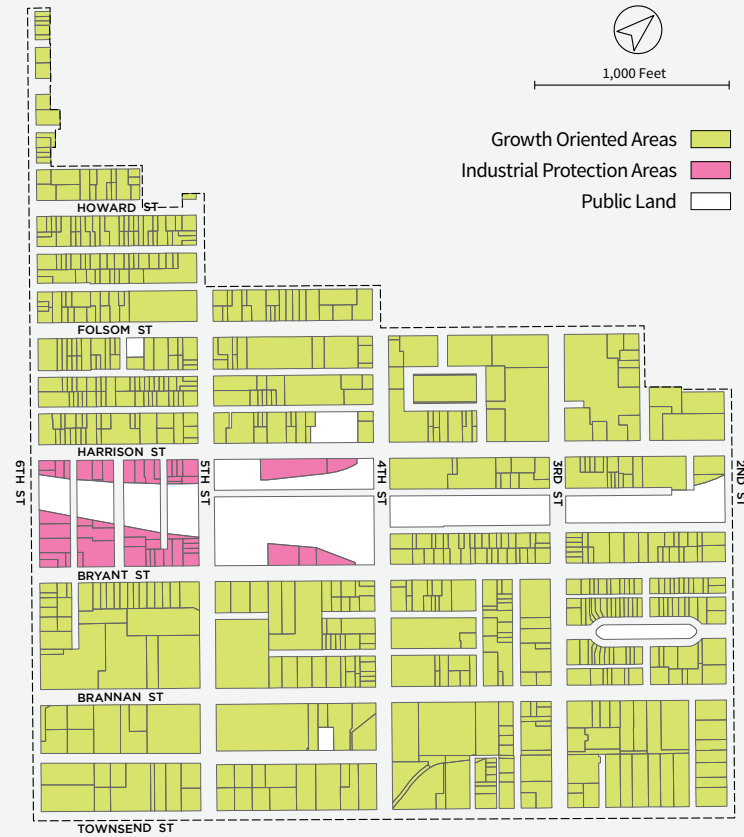 1,000 Feet
Growth Oriented Areas
Industrial Protection Areas
Public Land
HOWARD ST
FOLSOM ST
HARRISON ST
6TH ST
5TH ST
4TH ST
3RD ST
2ND ST
BRYANT ST
BRANNAN ST
TOWNSEND ST